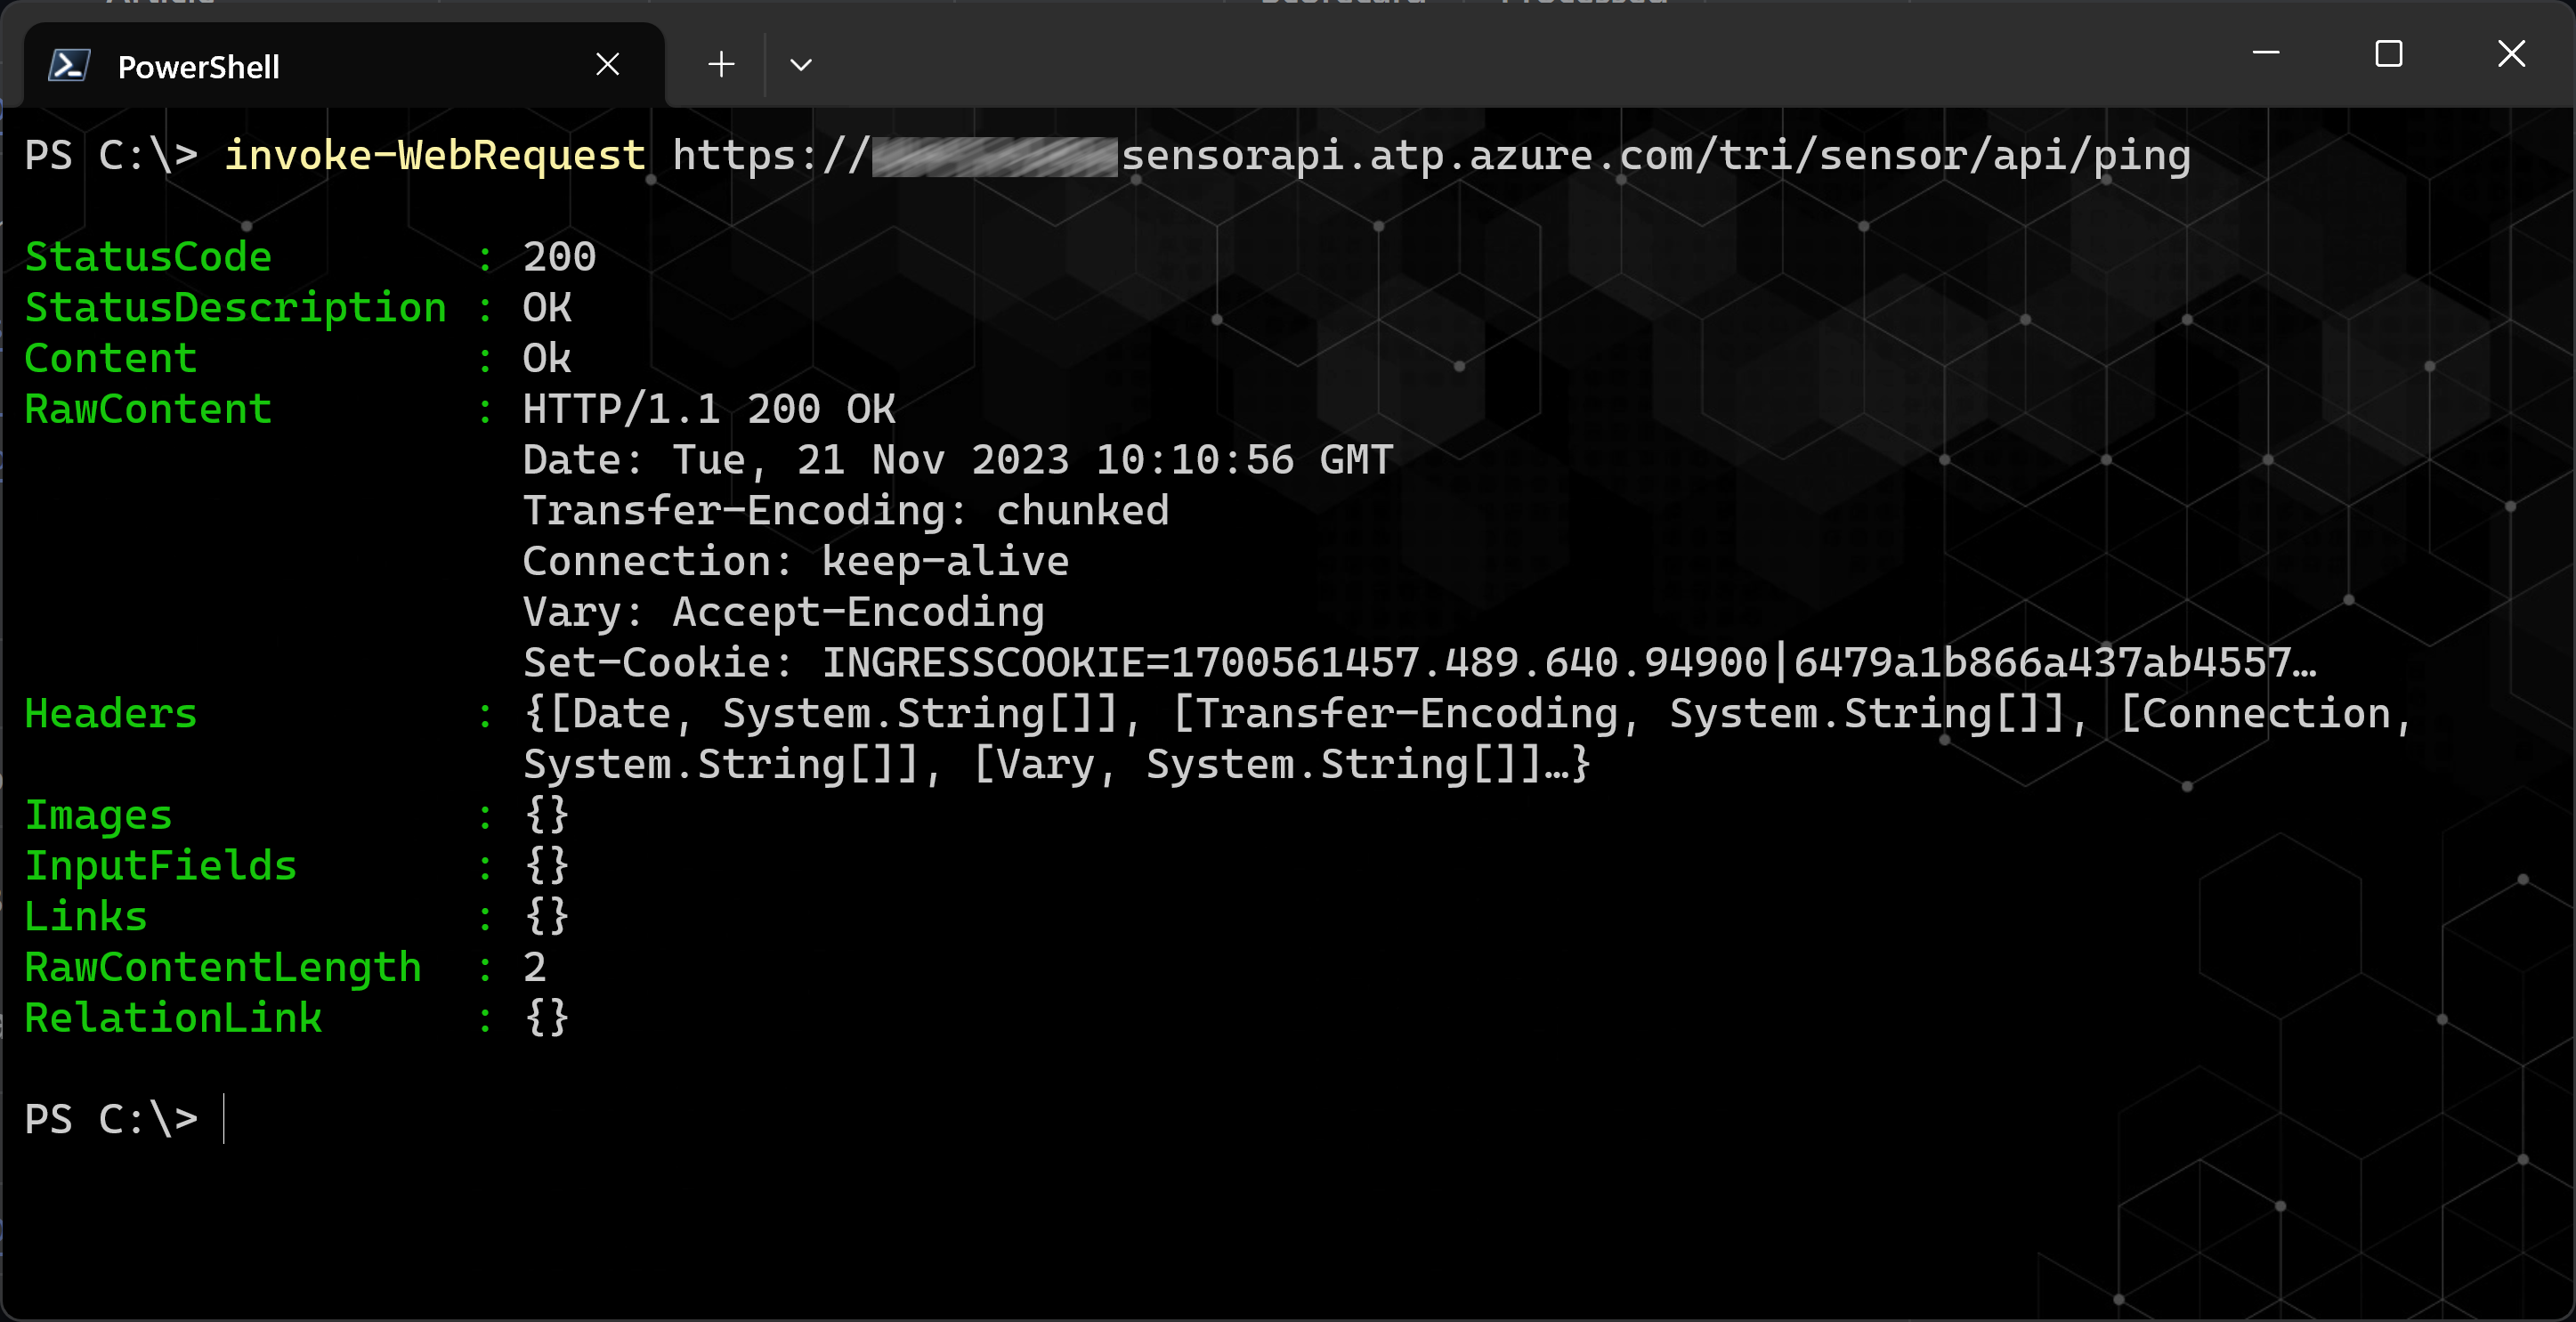 PowerShell
PS C:\> invoke-WebRequest https://sensorapi.atp.azure.com/tri/sensor/api/ping
StatusCode : 200
StatusDescription : OK
Content : Ok
RawContent : HTTP/1.1 200 OK
Date: Tue, 21 Nov 2023 10:10:56 GMT
Transfer-Encoding: chunked
Connection: keep-alive
Vary: Accept-Encoding
Set-Cookie: INGRESSCOOKIE=1700561457.489.640.94900|6479a1b866a437ab4557…
Headers : {[Date, System.String[]], [Transfer-Encoding, System.String[]], [Connection,
System.String[]], [Vary, System.String[]]…}
Images : {}
InputFields : {}
Links : {}
RawContentLength : 2
RelationLink : {}
PS C:\>